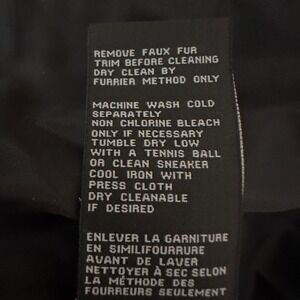 REMOVE FAUX FUR
TRIM BEFORE CLEANING
DRY CLEAN BY
FURRIER METHOD ONLY
MACHINE WASH COLD
SEPARATELY
NON CHLORINE BLEACH
ONLY IF NECESSARY
TUMBLE DRY LOW
WITH A TENNIS BALL
OR CLEAN SNEAKER
COOL IRON WITH
PRESS CLOTH
DRY CLEANABLE
IF DESIRED
ENLEVER LA GARNITURE
EN SIMILIFOURRURE
AVANT DE LAVER
NETTOYER À SEC SELON
LA MÉTHODE DES
FOURREURS SEULEMENT